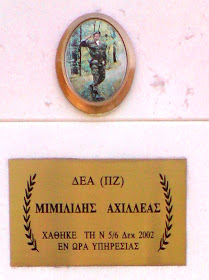 ΔΕΑ (ΠΖ)
ΜΙΜΙΛΙΔΗΣ ΑΧΙΛΛΕΑΣ
ΧΑΘΗΚΕ ΤΗ Ν 5/6 Δεκ 2002
ΕΝ ΩΡΑ ΥΠΗΡΕΣΙΑΣ